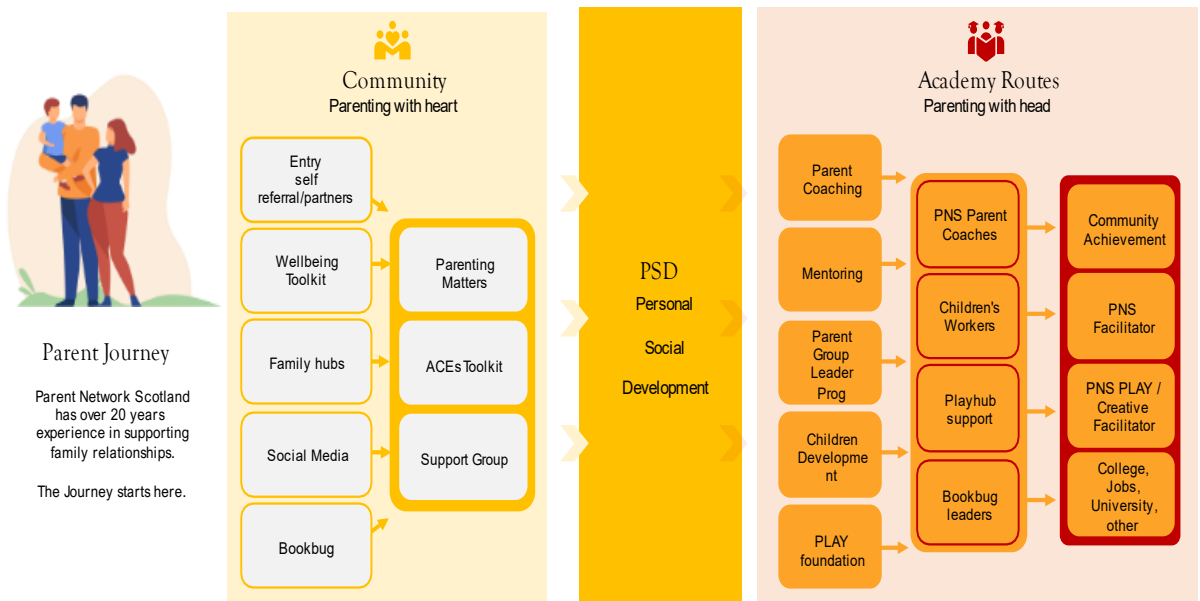 Parent Journey
Parent Network Scotland
has over 20 years
experience in supporting
family relationships.
The Journey starts here.
Community
Parenting with heart
Entry
self
referral/partners
Wellbeing
Toolkit
Family hubs
Social Media
Bookbug
Parenting
Matters
ACEs Toolkit
Support Group
PSD
Personal
Social
Development
Academy Routes
Parenting with head
Parent
Coaching
Mentoring
Parent
Group
Leader
Prog
Children
Developme
nt
PLAY
foundation
PNS Parent
Coaches
Children's
Workers
Playhub
support
Bookbug
leaders
Community
Achievement
PNS
Facilitator
PNS PLAY /
Creative
Facilitator
College,
Jobs,
University,
other